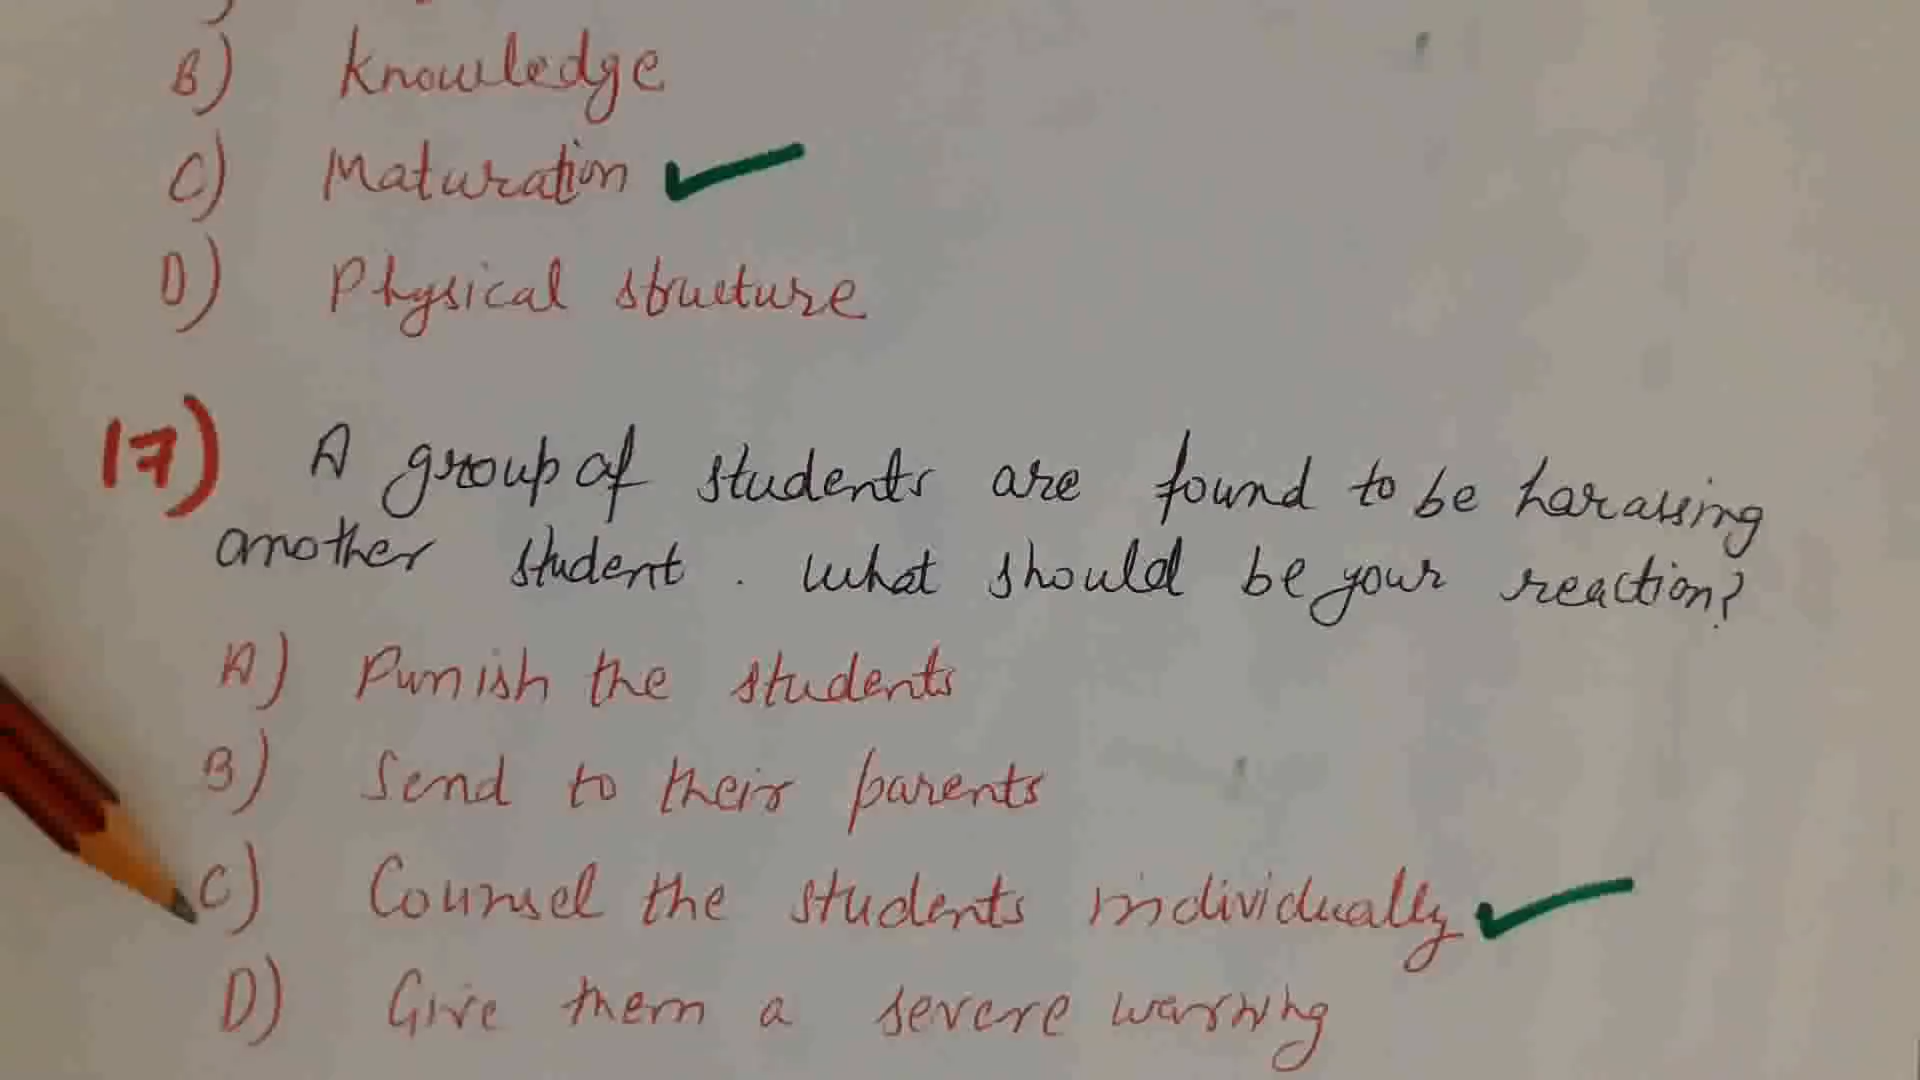 B) Knowledge
C) Maturation
D) Physical structure
17) A group of students are found to be harassing
another student. What should be your reaction?
A) Punish the students
B) Send to their parents
C) Counsel the students individually
D) Give them a severe warning